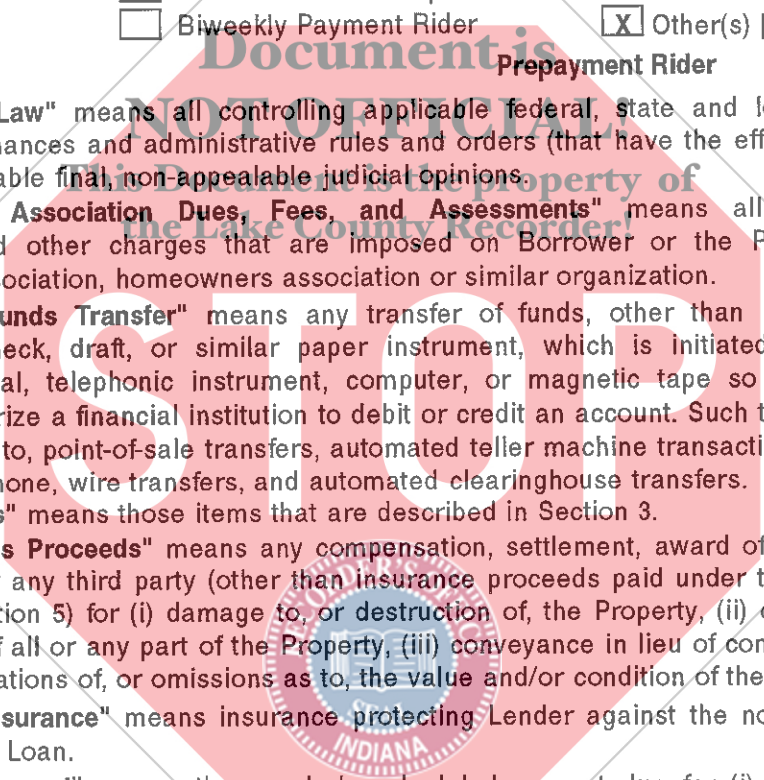 Biweekly Payment Rider X Other(s)
Document is
Prepayment Rider
Law" means all controlling applicable federal, state and
NOT OFFICIAL!
ances and administrative rules and orders (that have the eff
able final, non-appealable judicial opinions.
This Document is the property of
Association Dues, Fees, and Assessments" means all
the Lake County Recorder!
d other charges that are imposed on Borrower or the P
sociation, homeowners association or similar organization.
unds Transfer" means any transfer of funds, other than
eck, draft, or similar paper instrument, which is initiated
al, telephonic instrument, computer, or magnetic tape so
rize a financial institution to debit or credit an account. Such t
to, point-of-sale transfers, automated teller machine transacti
one, wire transfers, and automated clearinghouse transfers.
s" means those items that are described in Section 3.
STOP
s Proceeds" means any compensation, settlement, award of
any third party (other than insurance proceeds paid under t
tion 5) for (i) damage to, or destruction of, the Property, (ii)
f all or any part of the Property, (iii) conveyance in lieu of con
ations of, or omissions as to, the value and/or condition of the
SEAL
surance" means insurance protecting Lender against the no
INDIANA
Loan.